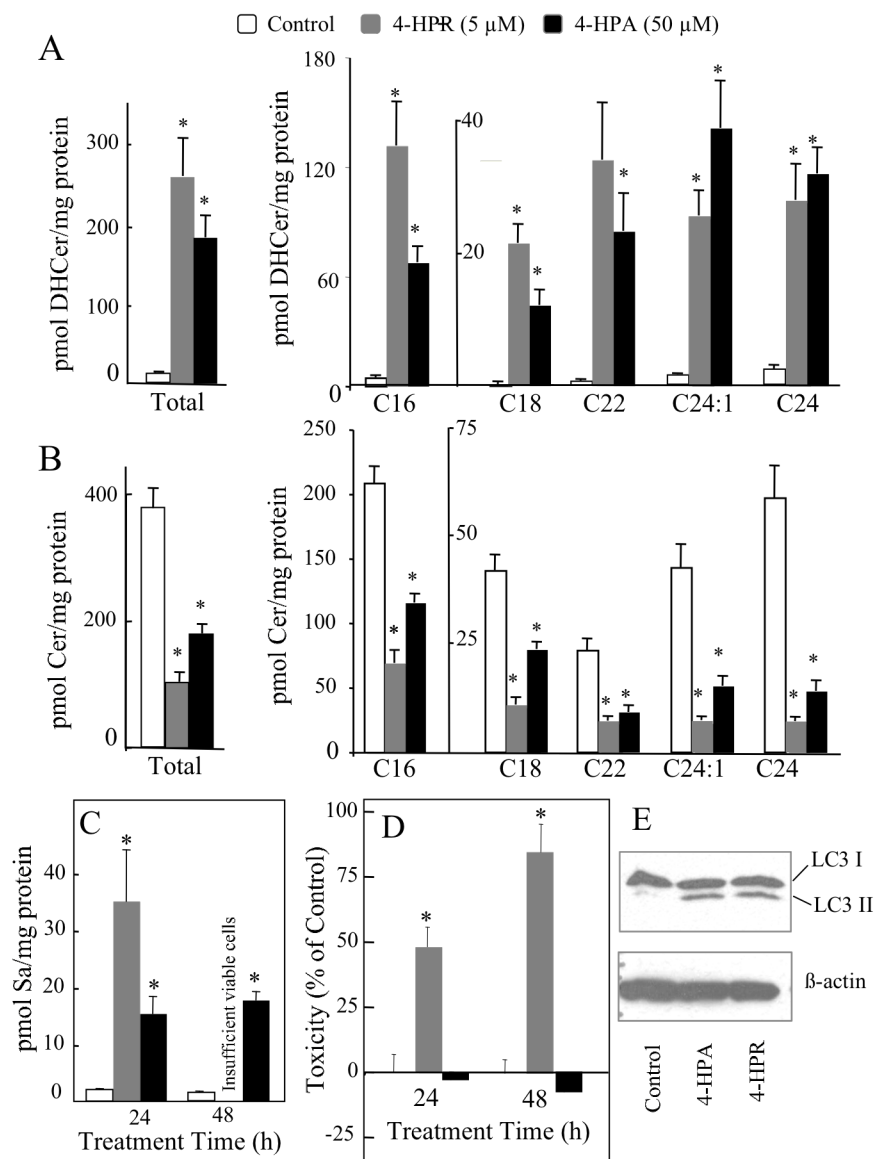 Control 4-HPR (5 µM) 4-HPA (50 µM)
A
pmol DHCer/mg protein
300
200
100
0
* *
Total
pmol DHCer/mg protein
180
120
60
0
40
20
* * * * * * * * *
C16 C18 C22 C24:1 C24
B
pmol Cer/mg protein
400
200
0
* *
Total
pmol Cer/mg protein
250
200
150
100
50
0
75
50
25
* * * * * * * * * *
C16 C18 C22 C24:1 C24
C
pmol Sa/mg protein
40
30
20
10
0
* * *
Insufficient viable cells
24 48
Treatment Time (h)
D
Toxicity (% of Control)
100
75
50
25
0
-25
* *
24 48
Treatment Time (h)
E
LC3 I
LC3 II
ß-actin
Control
4-HPA
4-HPR